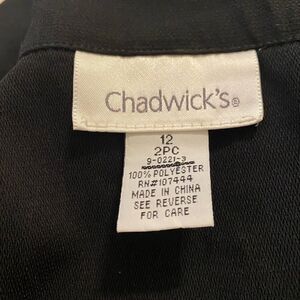 Chadwick's®
12
2PC
9-0221-3
100% POLYESTER
RN#107444
MADE IN CHINA
SEE REVERSE
FOR CARE